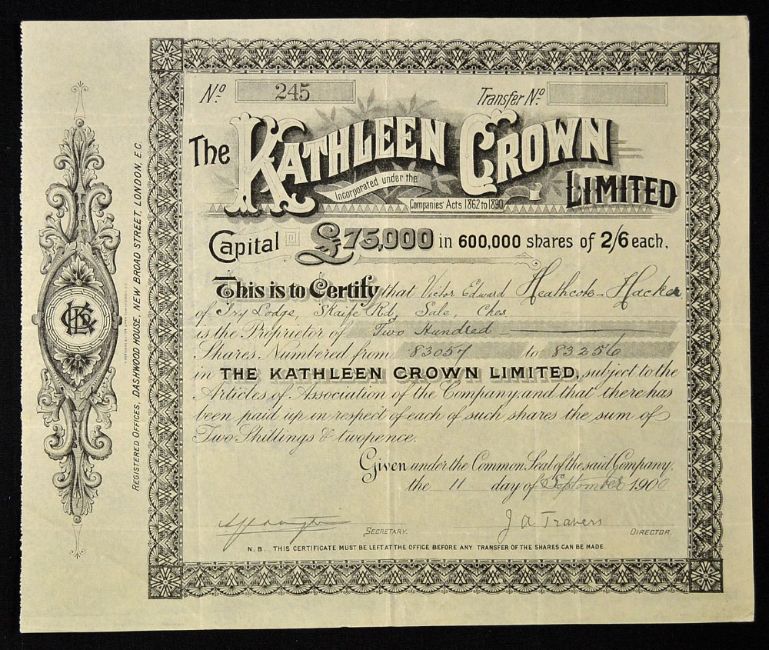 No. 245 Transfer No.
The KATHLEEN CROWN LIMITED
Incorporated under the Companies' Acts 1862 to 1890
Capital £75,000 in 600,000 shares of 2/6 each.
This is to Certify that Victor Edward Heathcote-Hacker
of Ivy Lodge, Skaife Rd, Sale, Ches
is the Proprietor of Two Hundred
Shares Numbered from 83057 to 83256
in THE KATHLEEN CROWN LIMITED, subject to the
Articles of Association of the Company and that there has
been paid up in respect of each of such shares the sum of
Two Shillings & twopence.
Given under the Common Seal of the said Company,
the 11 day of September 1900
J A Travers
SECRETARY. DIRECTOR.
N.B. THIS CERTIFICATE MUST BE LEFT AT THE OFFICE BEFORE ANY TRANSFER OF THE SHARES CAN BE MADE
REGISTERED OFFICES, DASHWOOD HOUSE, NEW BROAD STREET, LONDON, E.C.